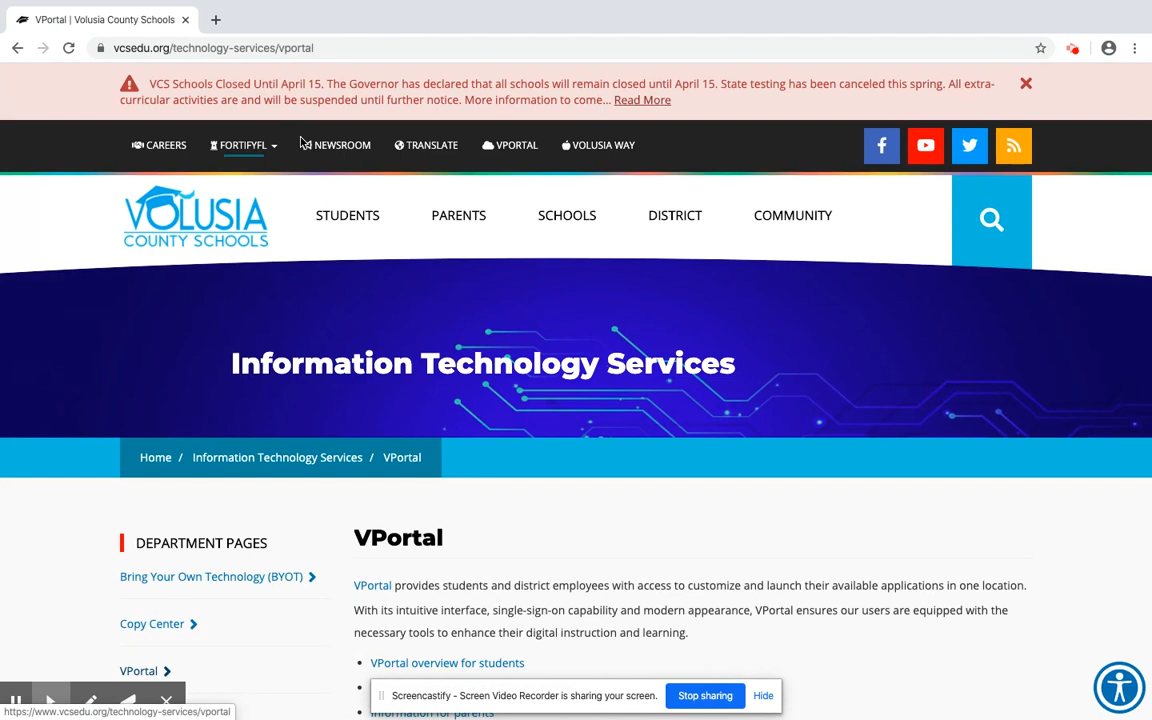 VPortal | Volusia County Schools
vcsedu.org/technology-services/vportal
VCS Schools Closed Until April 15. The Governor has declared that all schools will remain closed until April 15. State testing has been canceled this spring. All extra-
curricular activities are and will be suspended until further notice. More information to come... Read More
CAREERS FORTIFYFL NEWSROOM TRANSLATE VPORTAL VOLUSIA WAY
VOLUSIA
COUNTY SCHOOLS
STUDENTS PARENTS SCHOOLS DISTRICT COMMUNITY
Information Technology Services
Home / Information Technology Services / VPortal
DEPARTMENT PAGES
Bring Your Own Technology (BYOT)
Copy Center
VPortal
VPortal
VPortal provides students and district employees with access to customize and launch their available applications in one location.
With its intuitive interface, single-sign-on capability and modern appearance, VPortal ensures our users are equipped with the
necessary tools to enhance their digital instruction and learning.
VPortal overview for students
Information for parents
Screencastify - Screen Video Recorder is sharing your screen. Stop sharing Hide
https://www.vcsedu.org/technology-services/vportal